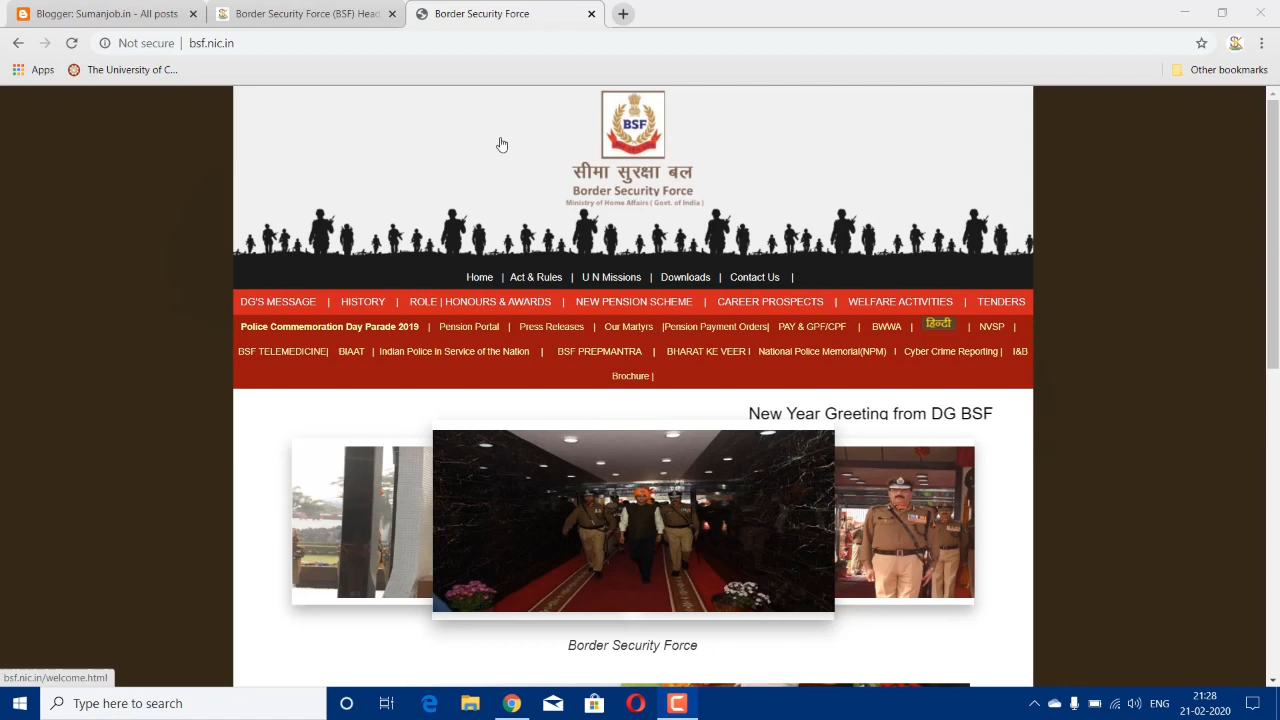 Blogger: Sumanjob - All posts
Sumanjob.in: (BSF) Border Security Force (BSF) Head
Border Security Force
Not secure | bsf.nic.in
Apps The University of C...
Other bookmarks
BSF
सीमा सुरक्षा बल
Border Security Force
Ministry of Home Affairs ( Govt. of India )
Home | Act & Rules | U N Missions | Downloads | Contact Us |
DG'S MESSAGE | HISTORY | ROLE | HONOURS & AWARDS | NEW PENSION SCHEME | CAREER PROSPECTS | WELFARE ACTIVITIES | TENDERS
Police Commemoration Day Parade 2019 | Pension Portal | Press Releases | Our Martyrs |Pension Payment Orders| PAY & GPF/CPF | BWWA | हिन्दी | NVSP |
BSF TELEMEDICINE| BIAAT | Indian Police in Service of the Nation | BSF PREPMANTRA | BHARAT KE VEER I National Police Memorial(NPM) I Cyber Crime Reporting | I&B
Brochure |
New Year Greeting from DG BSF
Border Security Force
bsf.nic.in/welcome.html
Type here to search
ENG
21:28
21-02-2020